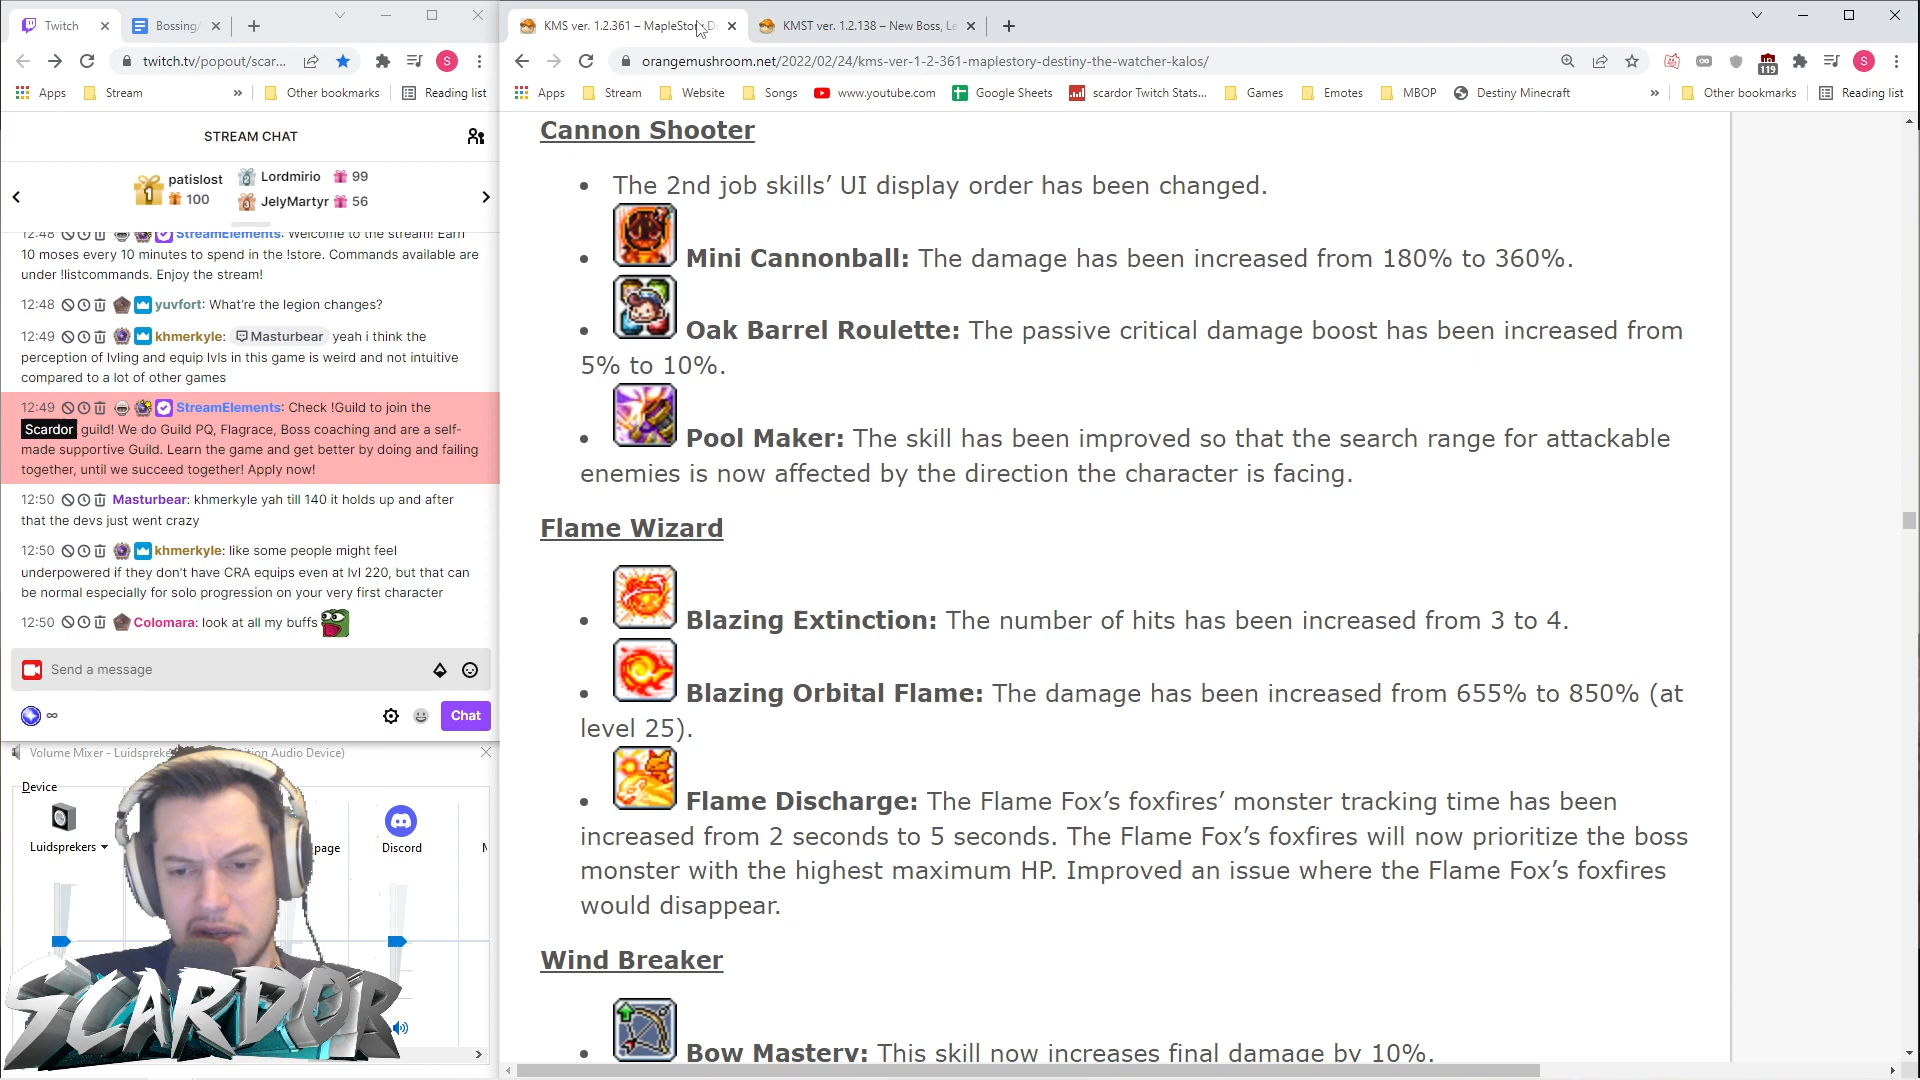 Twitch
Bossing/
KMS ver. 1.2.361 – MapleStory De
KMST ver. 1.2.138 – New Boss, Le
twitch.tv/popout/scar...
S
orangemushroom.net/2022/02/24/kms-ver-1-2-361-maplestory-destiny-the-watcher-kalos/
119
S
Apps
Stream
»
Other bookmarks
Reading list
Apps
Stream
Website
Songs
www.youtube.com
Google Sheets
scardor Twitch Stats...
Games
Emotes
MBOP
Destiny Minecraft
»
Other bookmarks
Reading list
STREAM CHAT
1
patislost
100
Lordmirio 99
JelyMartyr 56
12:48 StreamElements: Welcome to the stream! Earn
10 moses every 10 minutes to spend in the !store. Commands available are
under !listcommands. Enjoy the stream!
12:48 yuvfort: What're the legion changes?
12:49 khmerkyle: Masturbear yeah i think the
perception of lvling and equip lvls in this game is weird and not intuitive
compared to a lot of other games
12:49 StreamElements: Check !Guild to join the
Scardor guild! We do Guild PQ, Flagrace, Boss coaching and are a self-
made supportive Guild. Learn the game and get better by doing and failing
together, until we succeed together! Apply now!
12:50 Masturbear: khmerkyle yah till 140 it holds up and after
that the devs just went crazy
12:50 khmerkyle: like some people might feel
underpowered if they don't have CRA equips even at lvl 220, but that can
be normal especially for solo progression on your very first character
12:50 Colomara: look at all my buffs
Send a message
∞
Chat
Volume Mixer - Luidspreke
ition Audio Device)
Device
Luidsprekers
page
Discord
SCARDOR
Cannon Shooter
• The 2nd job skills’ UI display order has been changed.
• Mini Cannonball: The damage has been increased from 180% to 360%.
• Oak Barrel Roulette: The passive critical damage boost has been increased from
5% to 10%.
• Pool Maker: The skill has been improved so that the search range for attackable
enemies is now affected by the direction the character is facing.
Flame Wizard
• Blazing Extinction: The number of hits has been increased from 3 to 4.
• Blazing Orbital Flame: The damage has been increased from 655% to 850% (at
level 25).
• Flame Discharge: The Flame Fox’s foxfires’ monster tracking time has been
increased from 2 seconds to 5 seconds. The Flame Fox’s foxfires will now prioritize the boss
monster with the highest maximum HP. Improved an issue where the Flame Fox’s foxfires
would disappear.
Wind Breaker
• Bow Mastery: This skill now increases final damage by 10%.